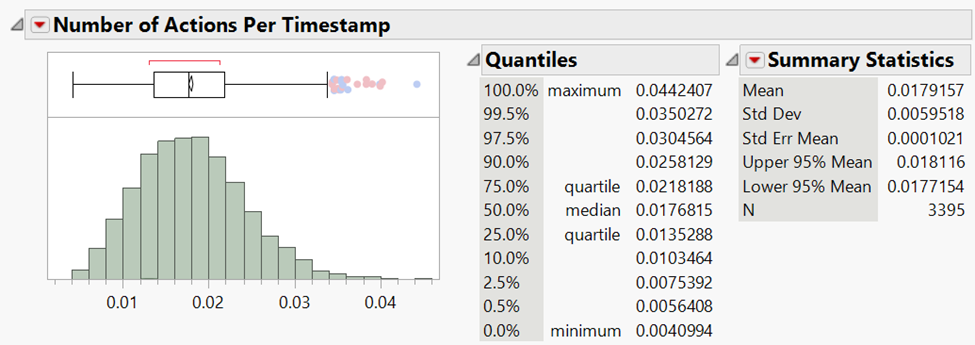 Number of Actions Per Timestamp
0.01 0.02 0.03 0.04
Quantiles
100.0% maximum 0.0442407
99.5% 0.0350272
97.5% 0.0304564
90.0% 0.0258129
75.0% quartile 0.0218188
50.0% median 0.0176815
25.0% quartile 0.0135288
10.0% 0.0103464
2.5% 0.0075392
0.5% 0.0056408
0.0% minimum 0.0040994
Summary Statistics
Mean 0.0179157
Std Dev 0.0059518
Std Err Mean 0.0001021
Upper 95% Mean 0.018116
Lower 95% Mean 0.0177154
N 3395